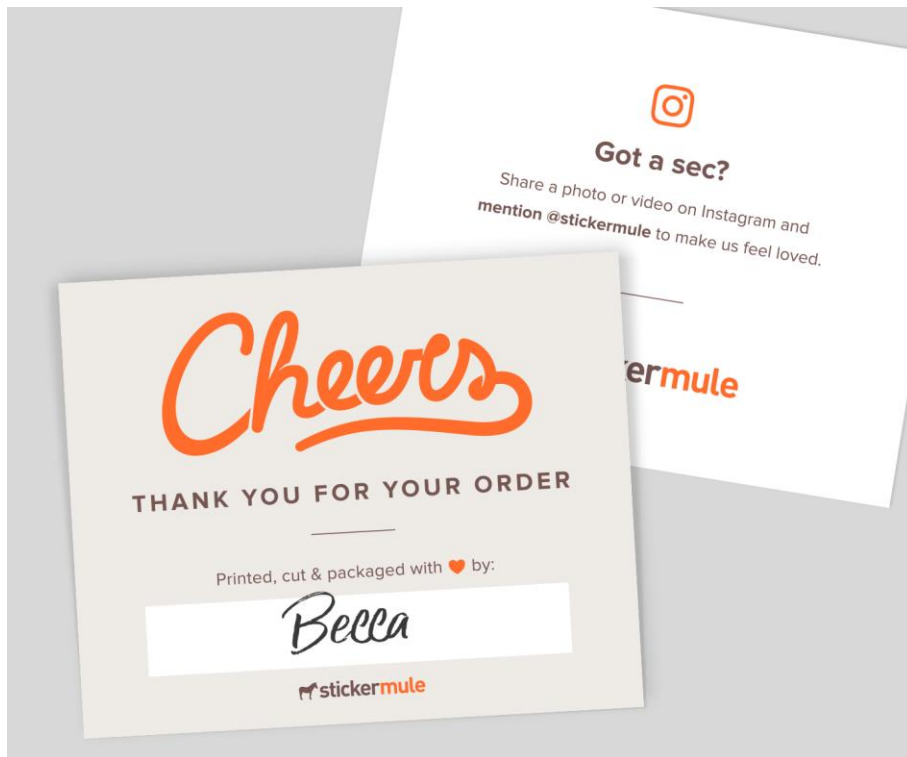 Got a sec?
Share a photo or video on Instagram and
mention @stickermule to make us feel loved.
ermule
Cheers
THANK YOU FOR YOUR ORDER
Printed, cut & packaged with by:
Becca
stickermule